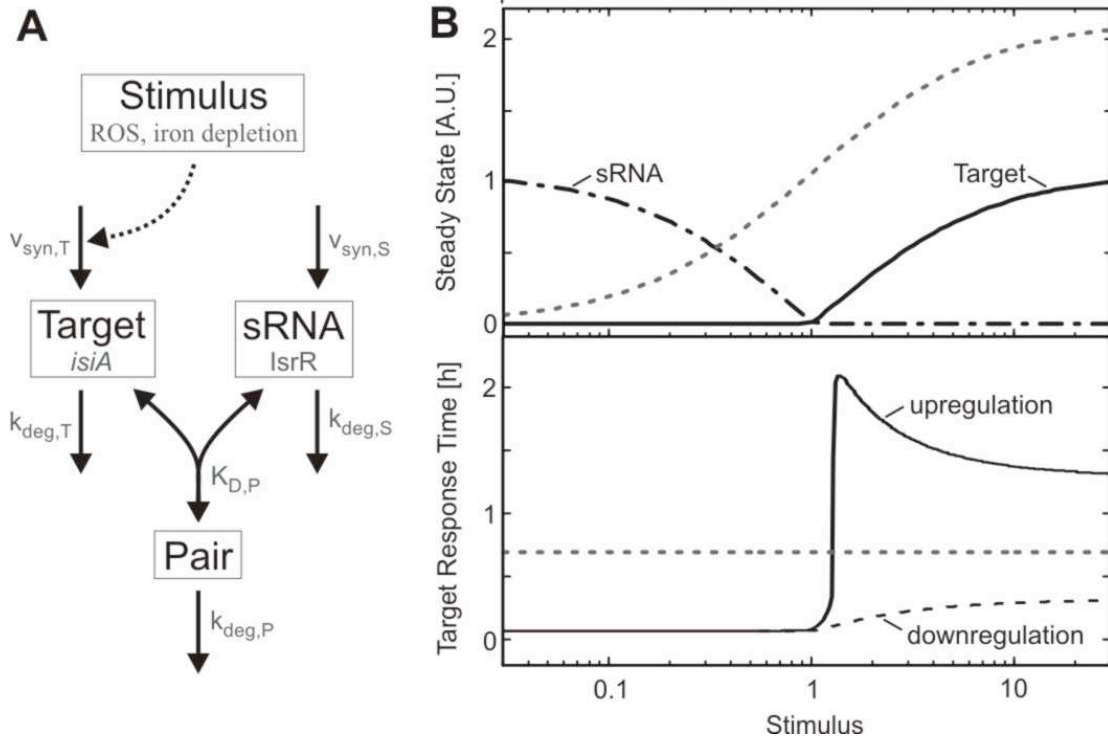 A
Stimulus
ROS, iron depletion
v_syn,T
v_syn,S
Target
isiA
sRNA
IsrR
k_deg,T
k_deg,S
K_D,P
Pair
k_deg,P
B
Steady State [A.U.]
2
1
0
sRNA
Target
Target Response Time [h]
2
1
0
upregulation
downregulation
0.1 1 10
Stimulus